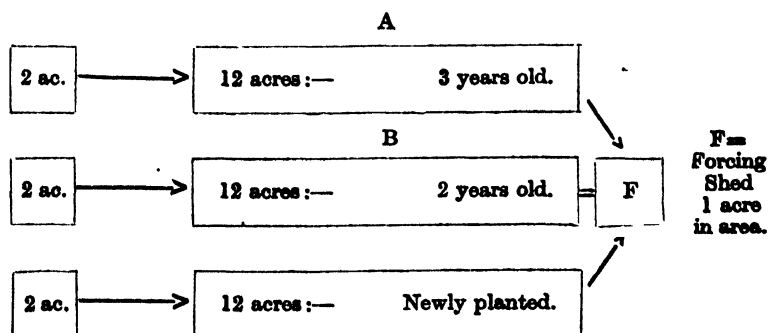 A
2 ac.
12 acres:— 3 years old.
B
2 ac.
12 acres:— 2 years old.
F
F=
Forcing
Shed
1 acre
in area.
2 ac.
12 acres:— Newly planted.